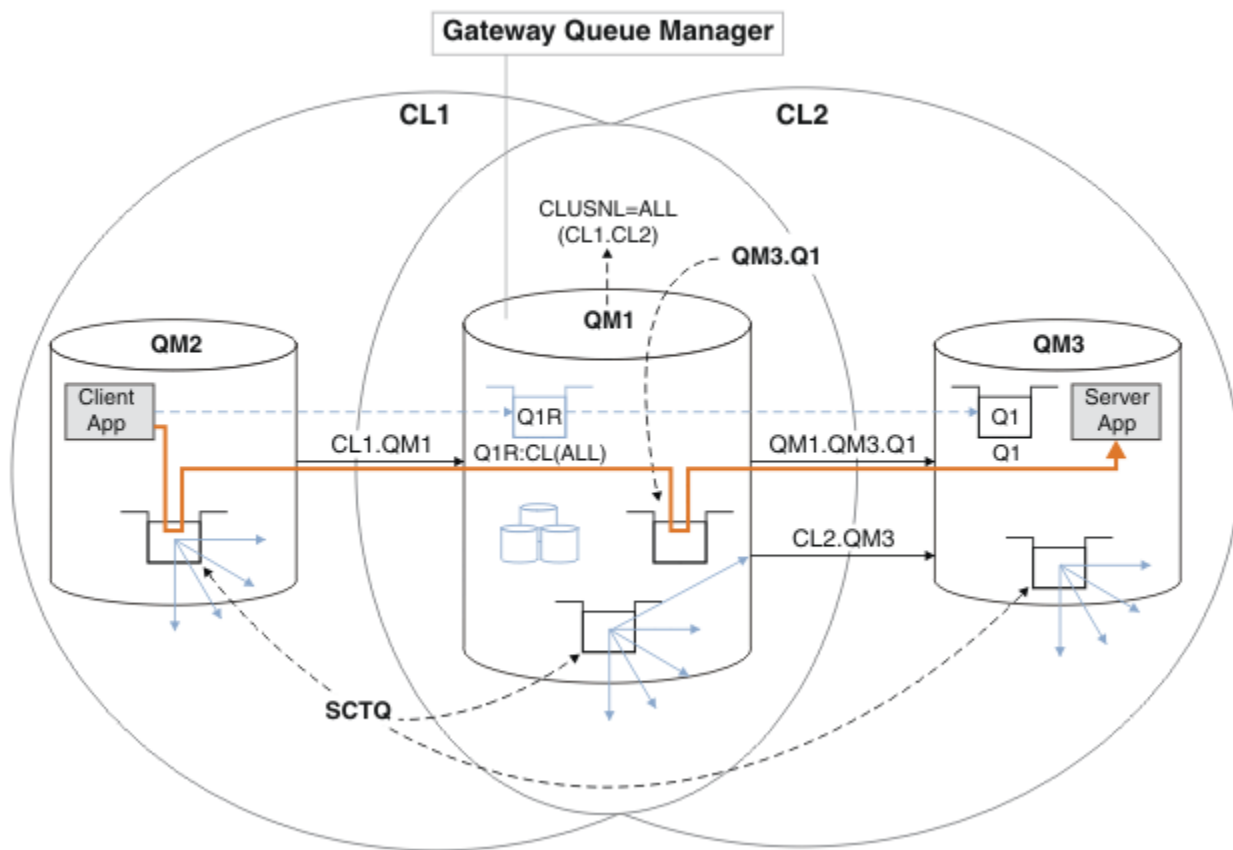 Gateway Queue Manager
CL1
CL2
CLUSNL=ALL
(CL1.CL2)
QM3.Q1
QM2
QM1
QM3
Client
App
Q1R
Q1
Server
App
CL1.QM1
Q1R:CL(ALL)
QM1.QM3.Q1
Q1
CL2.QM3
SCTQ